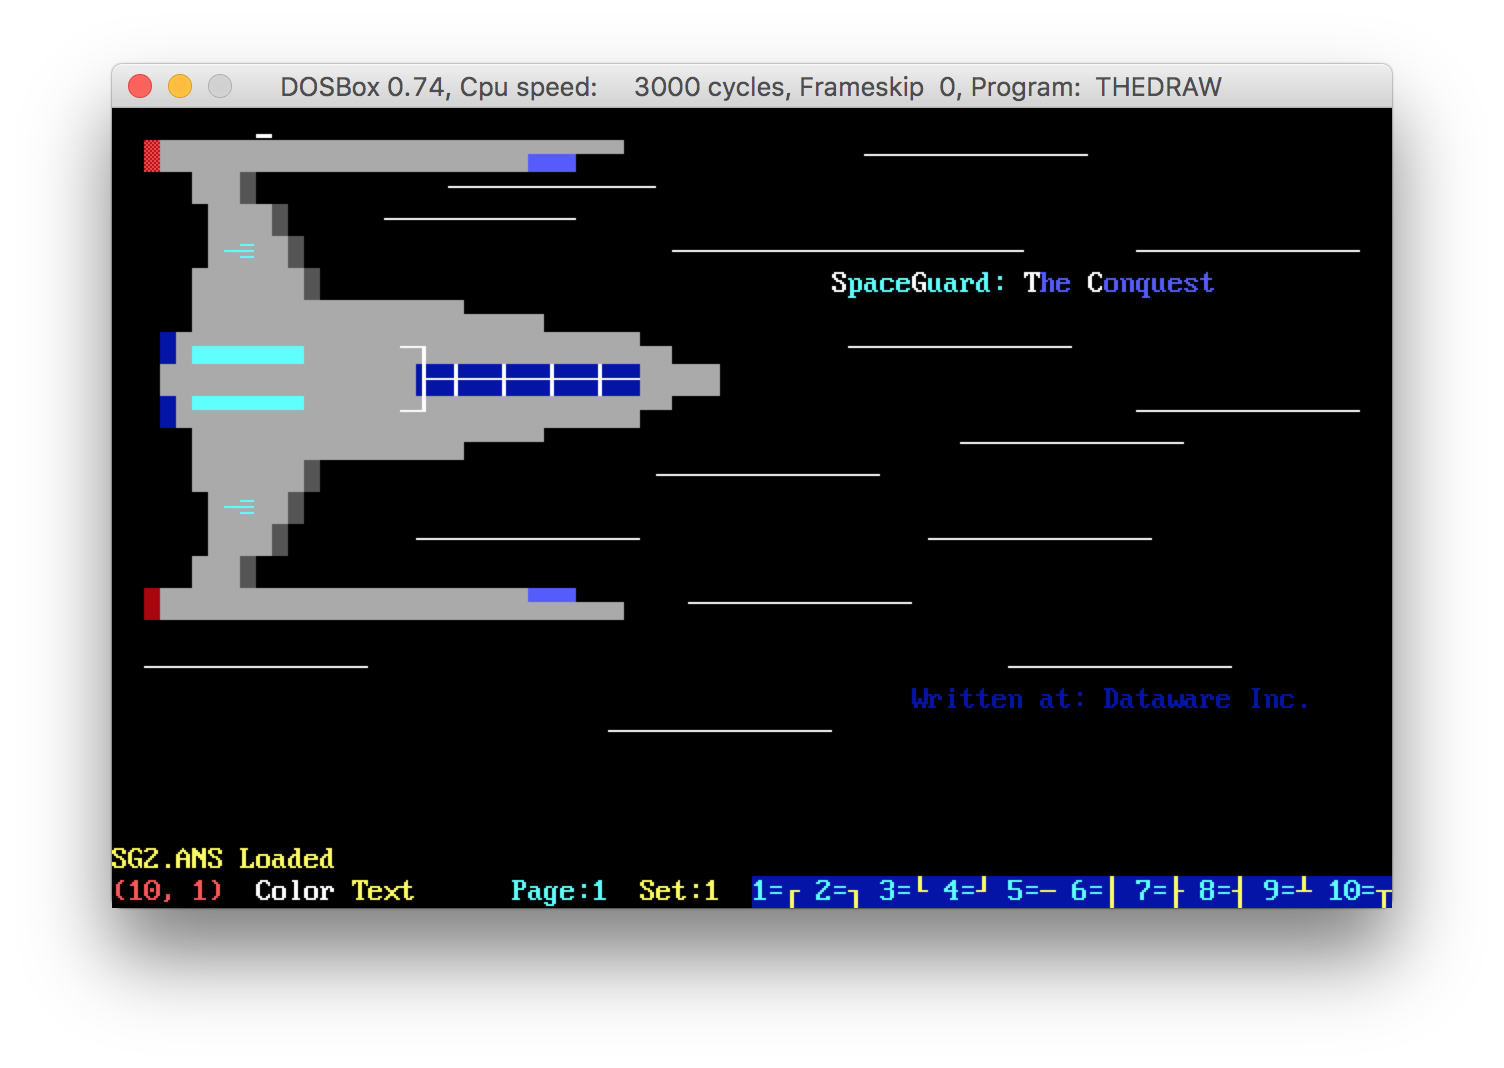 DOSBox 0.74, Cpu speed:    3000 cycles, Frameskip  0, Program:  THEDRAW
SpaceGuard: The Conquest
Written at: Dataware Inc.
SG2.ANS Loaded
(10, 1)  Color Text      Page:1  Set:1  1=┌ 2=┐ 3=└ 4=┘ 5=─ 6=│ 7=├ 8=┤ 9=┴ 10=┬